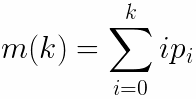 m(k) = \sum_{i=0}^{k} i p_i